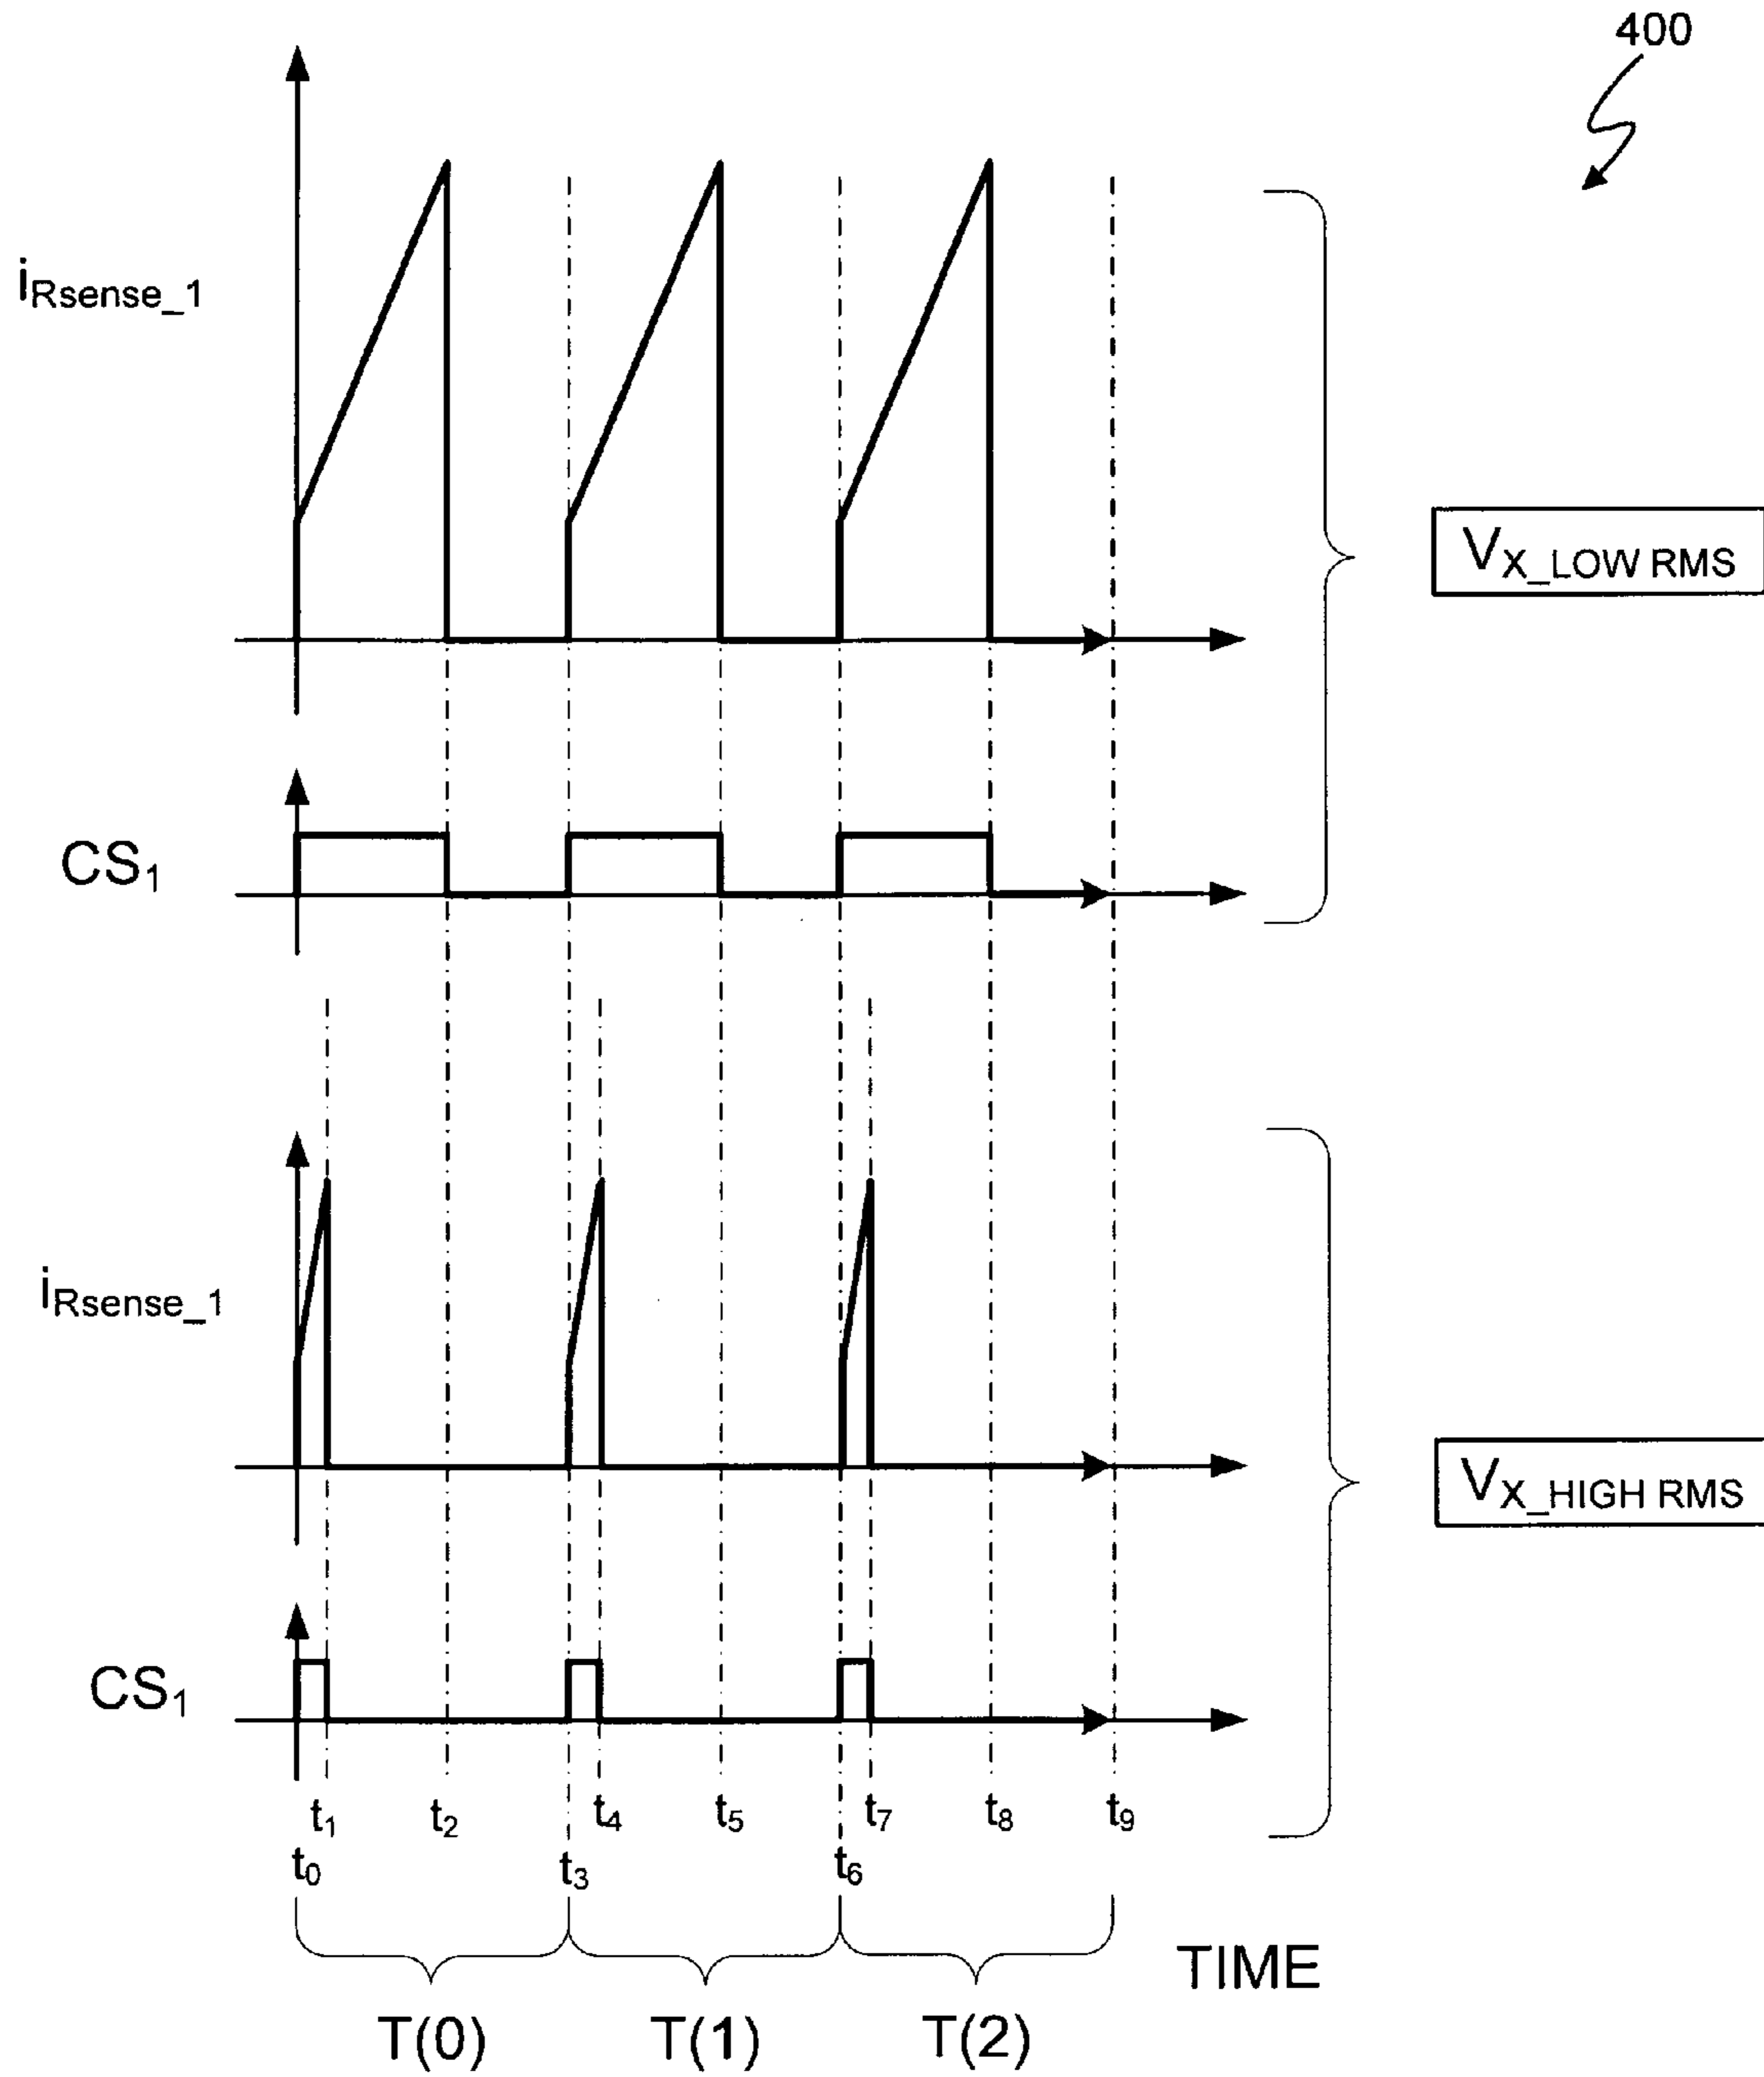 400
iRsense_1
VX_LOW RMS
CS1
iRsense_1
VX_HIGH RMS
CS1
t1 t2 t4 t5 t7 t8 t9
t0 t3 t6
TIME
T(0) T(1) T(2)